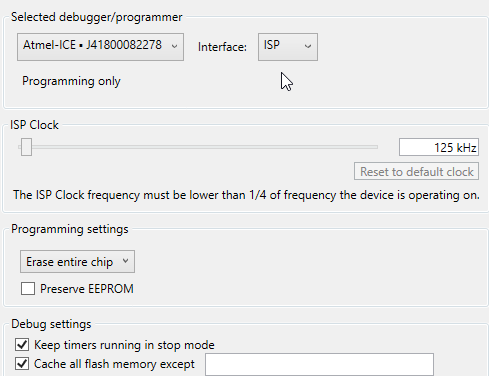 Selected debugger/programmer
Atmel-ICE • J41800082278 Interface: ISP
Programming only
ISP Clock
125 kHz
Reset to default clock
The ISP Clock frequency must be lower than 1/4 of frequency the device is operating on.
Programming settings
Erase entire chip
Preserve EEPROM
Debug settings
Keep timers running in stop mode
Cache all flash memory except